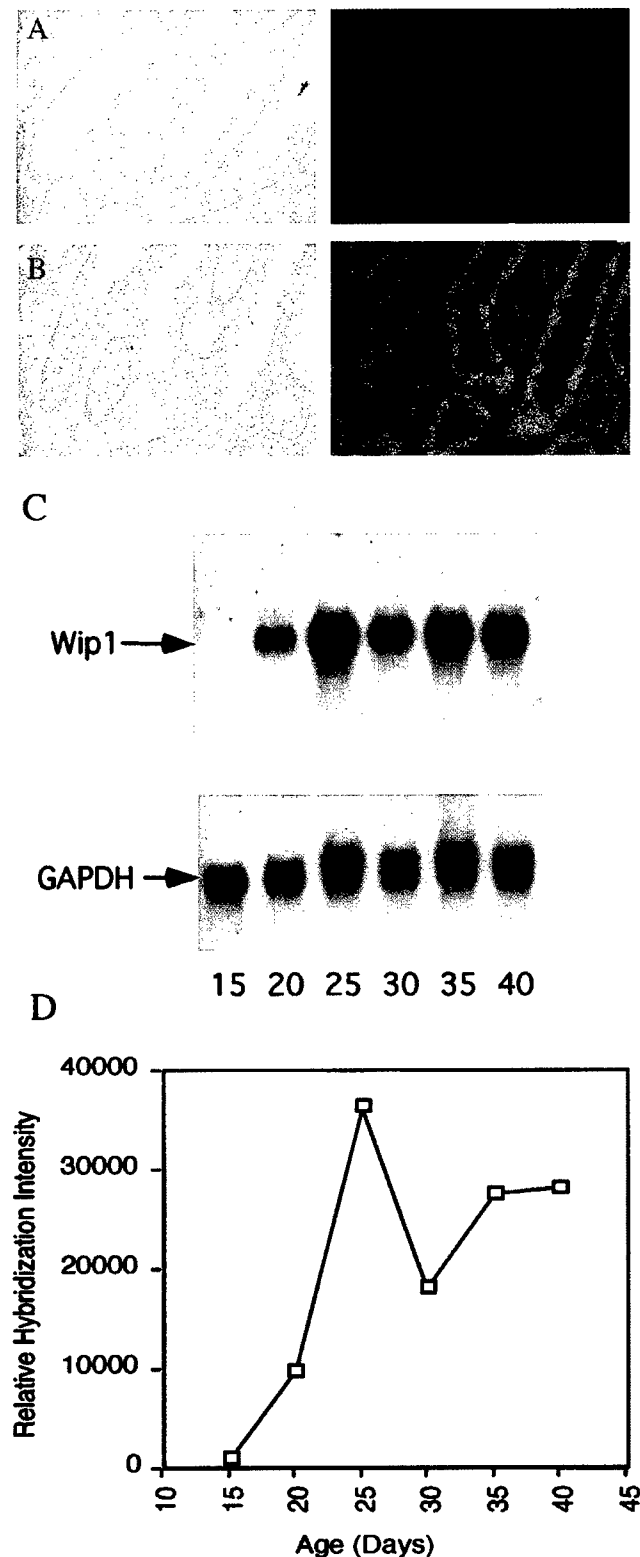 A
B
C
Wip1
GAPDH
15 20 25 30 35 40
D
40000
30000
20000
10000
0
Relative Hybridization Intensity
10 15 20 25 30 35 40 45
Age (Days)